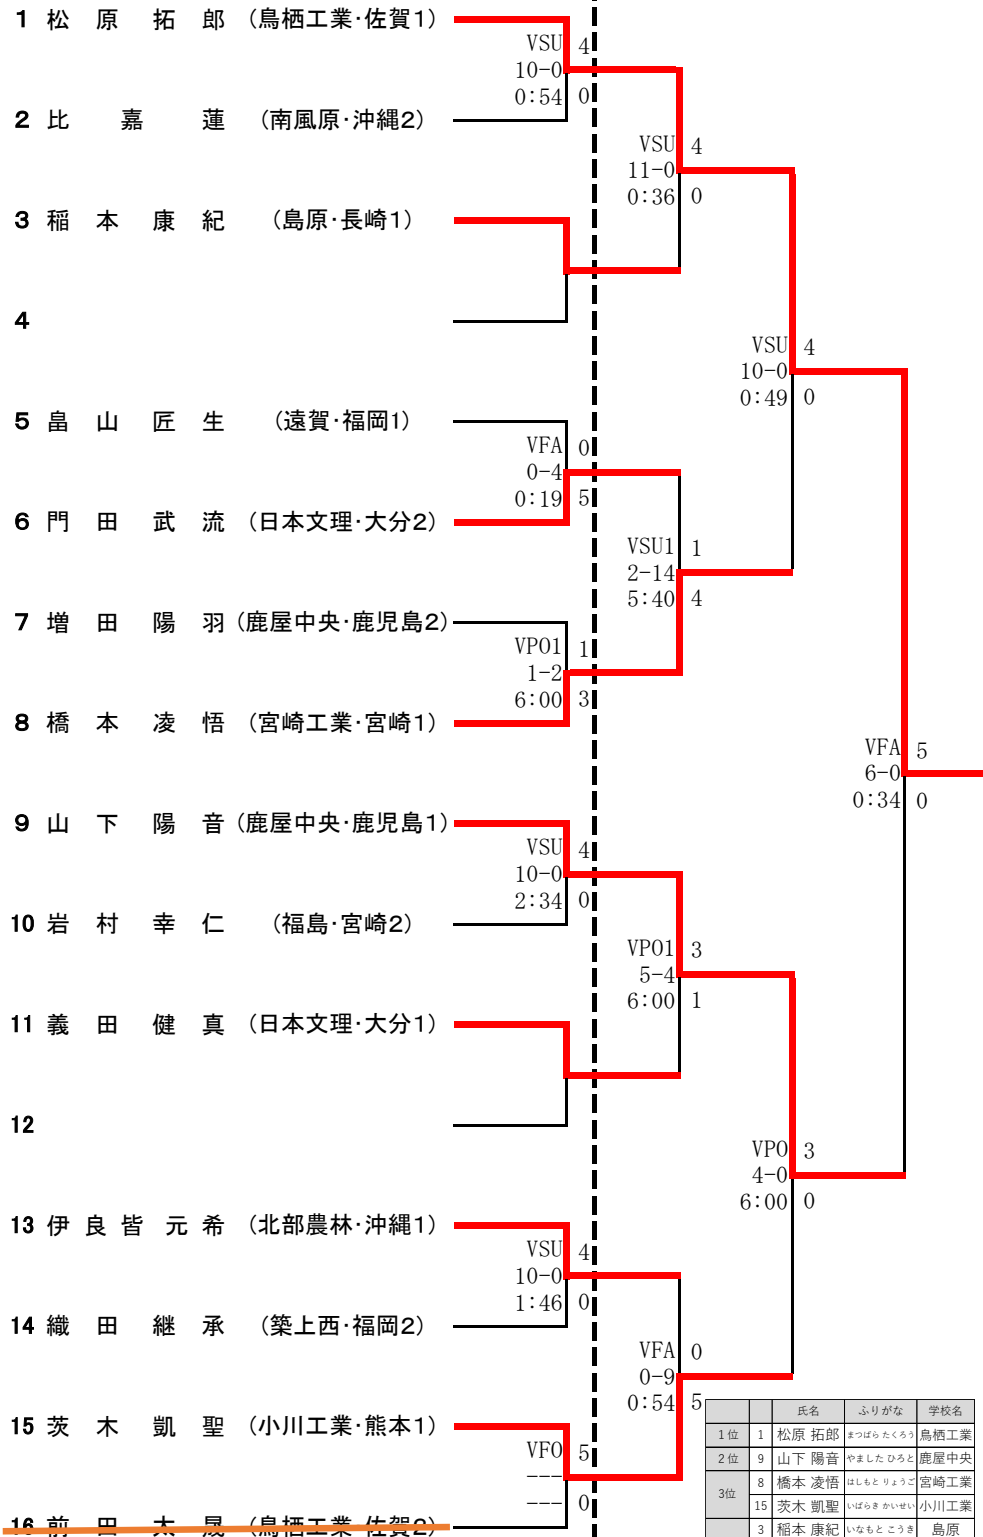 1 松原拓郎 (鳥栖工業・佐賀1)
VSU 4
10-0
0:54 0
2 比嘉蓮 (南風原・沖縄2)
VSU 4
11-0
0:36 0
3 稲本康紀 (島原・長崎1)
4
VSU 4
10-0
0:49 0
5 畠山匠生 (遠賀・福岡1)
VFA 0
0-4
0:19 5
6 門田武流 (日本文理・大分2)
VSU1 1
2-14
5:40 4
7 増田陽羽 (鹿屋中央・鹿児島2)
VPO1 1
1-2
6:00 3
8 橋本凌悟 (宮崎工業・宮崎1)
VFA 5
6-0
0:34 0
9 山下陽音 (鹿屋中央・鹿児島1)
VSU 4
10-0
2:34 0
10 岩村幸仁 (福島・宮崎2)
VPO1 3
5-4
6:00 1
11 義田健真 (日本文理・大分1)
12
VPO 3
4-0
6:00 0
13 伊良皆元希 (北部農林・沖縄1)
VSU 4
10-0
1:46 0
14 織田継承 (築上西・福岡2)
VFA 0
0-9
0:54 5
15 茨木凱聖 (小川工業・熊本1)
VFO 5
---
--- 0
16 前田太晟 (鳥栖工業・佐賀2)
氏名 ふりがな 学校名
1位 1 松原 拓郎 まつばら たくろう 鳥栖工業
2位 9 山下 陽音 やました ひろと 鹿屋中央
3位 8 橋本 凌悟 はしもと りょうご 宮崎工業
15 茨木 凱聖 いばらき かいせい 小川工業
3 稲本 康紀 いなもと こうき 島原